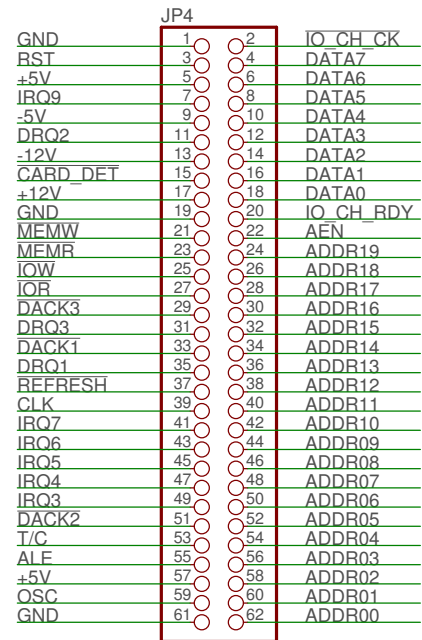 JP4
GND 1 2 IO_CH_CK
RST 3 4 DATA7
+5V 5 6 DATA6
IRQ9 7 8 DATA5
-5V 9 10 DATA4
DRQ2 11 12 DATA3
-12V 13 14 DATA2
CARD_DET 15 16 DATA1
+12V 17 18 DATA0
GND 19 20 IO_CH_RDY
MEMW 21 22 AEN
MEMR 23 24 ADDR19
IOW 25 26 ADDR18
IOR 27 28 ADDR17
DACK3 29 30 ADDR16
DRQ3 31 32 ADDR15
DACK1 33 34 ADDR14
DRQ1 35 36 ADDR13
REFRESH 37 38 ADDR12
CLK 39 40 ADDR11
IRQ7 41 42 ADDR10
IRQ6 43 44 ADDR09
IRQ5 45 46 ADDR08
IRQ4 47 48 ADDR07
IRQ3 49 50 ADDR06
DACK2 51 52 ADDR05
T/C 53 54 ADDR04
ALE 55 56 ADDR03
+5V 57 58 ADDR02
OSC 59 60 ADDR01
GND 61 62 ADDR00